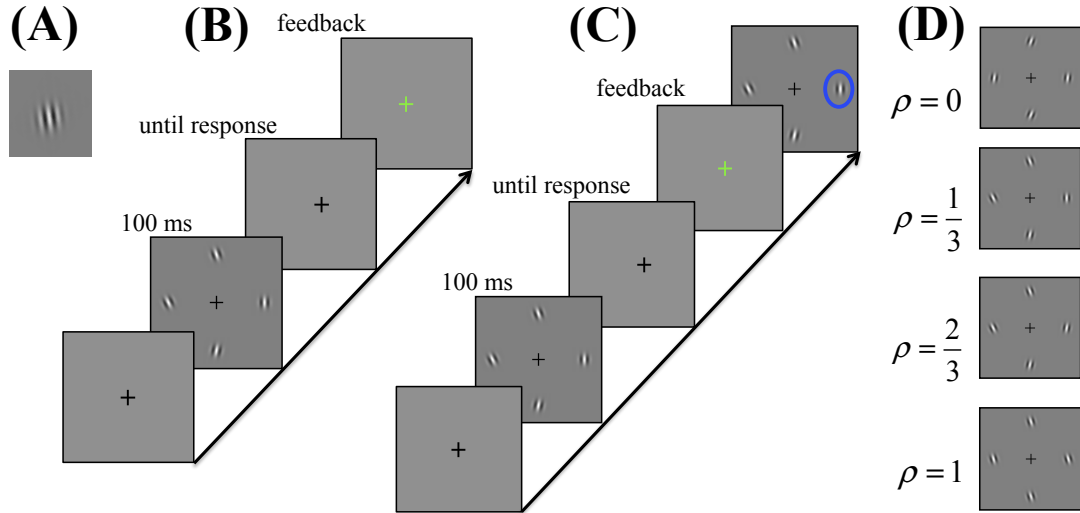 (A)
(B)
feedback
until response
100 ms
(C)
feedback
until response
100 ms
(D)
ρ = 0
ρ = 1/3
ρ = 2/3
ρ = 1